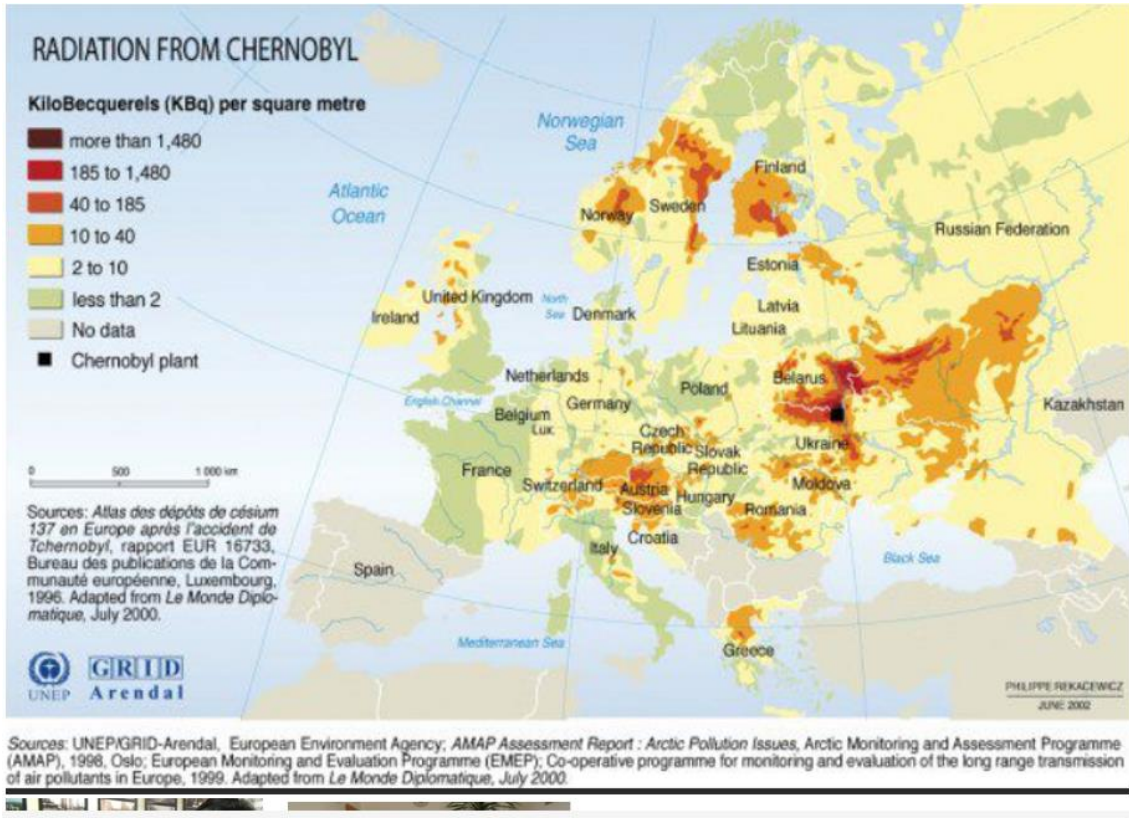 RADIATION FROM CHERNOBYL
KiloBecquerels (KBq) per square metre
more than 1,480
185 to 1,480
40 to 185
10 to 40
2 to 10
less than 2
No data
Chernobyl plant
Norwegian
Sea
Atlantic
Ocean
Finland
Norway
Sweden
Russian Federation
Estonia
United Kingdom
North
Sea
Denmark
Latvia
Lituania
Ireland
Netherlands
Poland
Belarus
English Channel
Belgium
Germany
Kazakhstan
Lux.
Czech
Republic
Slovak
Republic
Ukraine
France
Switzerland
Austria
Hungary
Moldova
Slovenia
Romania
Croatia
Italy
Black Sea
Spain
Mediterranean Sea
Greece
0 500 1 000 km
Sources: Atlas des dépôts de césium
137 en Europe après l'accident de
Tchernobyl, rapport EUR 16733,
Bureau des publications de la Com-
munauté européenne, Luxembourg,
1996. Adapted from Le Monde Diplo-
matique, July 2000.
UNEP
GRID
Arendal
PHILIPPE REKACEWICZ
JUNE 2002
Sources: UNEP/GRID-Arendal, European Environment Agency; AMAP Assessment Report : Arctic Pollution Issues, Arctic Monitoring and Assessment Programme
(AMAP), 1998, Oslo; European Monitoring and Evaluation Programme (EMEP); Co-operative programme for monitoring and evaluation of the long range transmission
of air pollutants in Europe, 1999. Adapted from Le Monde Diplomatique, July 2000.